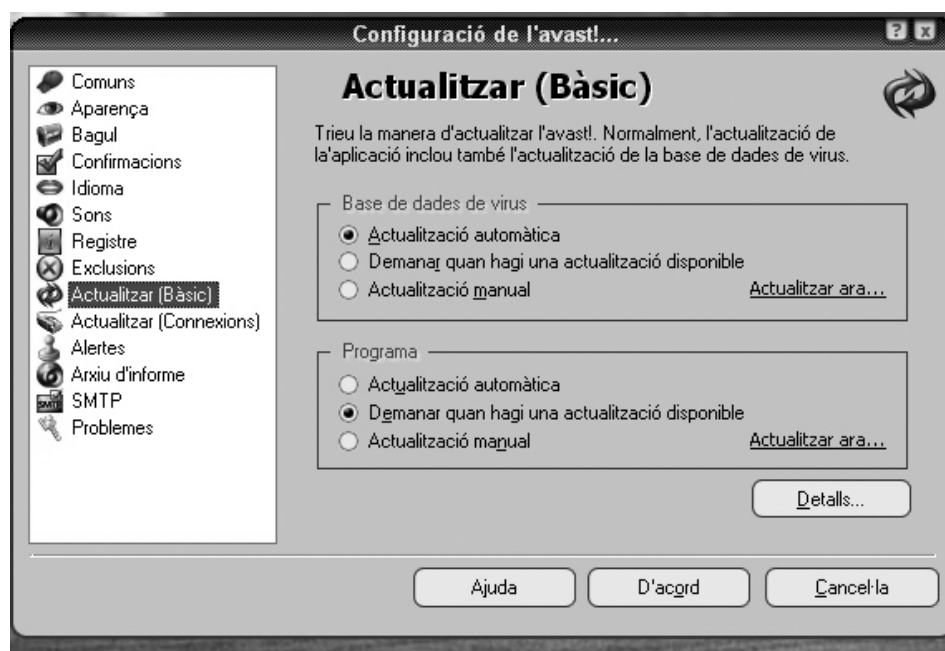 Configuració de l'avast!...
Comuns
Aparença
Bagul
Confirmacions
Idioma
Sons
Registre
Exclusions
Actualitzar (Bàsic)
Actualitzar (Connexions)
Alertes
Arxiu d'informe
SMTP
Problemes
Actualitzar (Bàsic)
Trieu la manera d'actualitzar l'avast!. Normalment, l'actualització de
la'aplicació inclou també l'actualització de la base de dades de virus.
Base de dades de virus
Actualització automàtica
Demanar quan hagi una actualització disponible
Actualització manual
Actualitzar ara...
Programa
Actualització automàtica
Demanar quan hagi una actualització disponible
Actualització manual
Actualitzar ara...
Detalls...
Ajuda
D'acord
Cancel·la